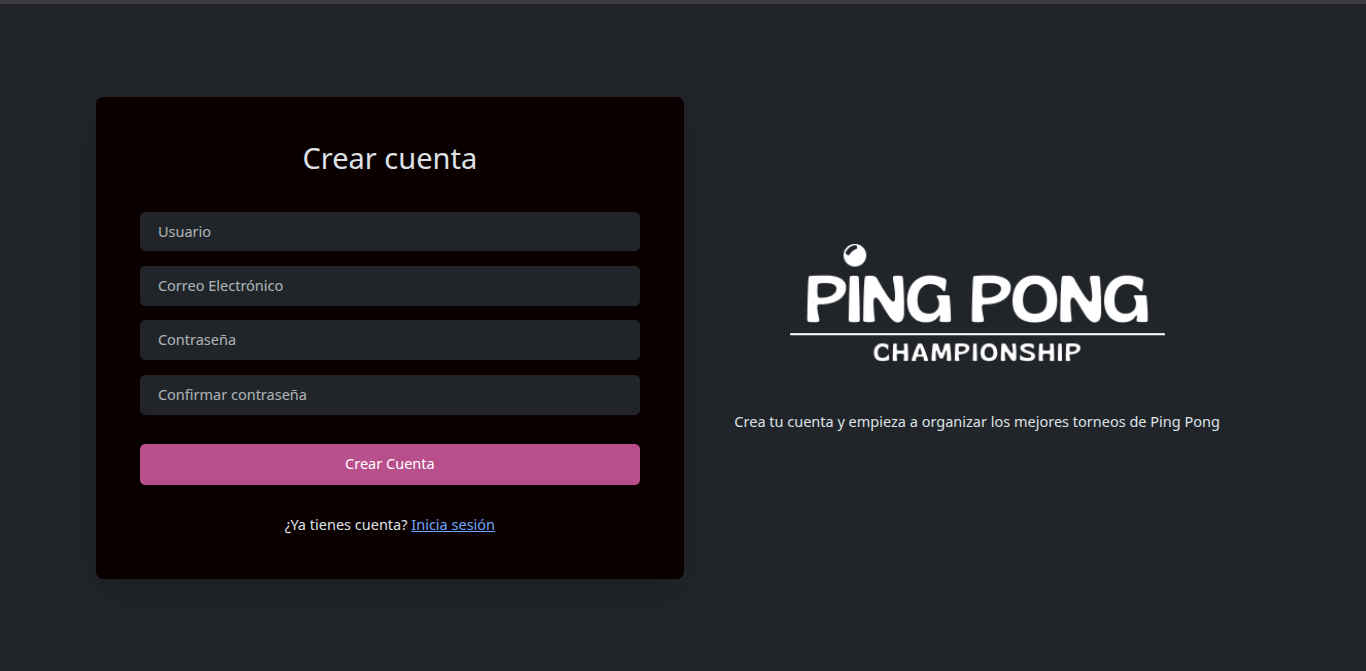 Crear cuenta
Usuario
Correo Electrónico
Contraseña
Confirmar contraseña
Crear Cuenta
¿Ya tienes cuenta? Inicia sesión
PING PONG
CHAMPIONSHIP
Crea tu cuenta y empieza a organizar los mejores torneos de Ping Pong